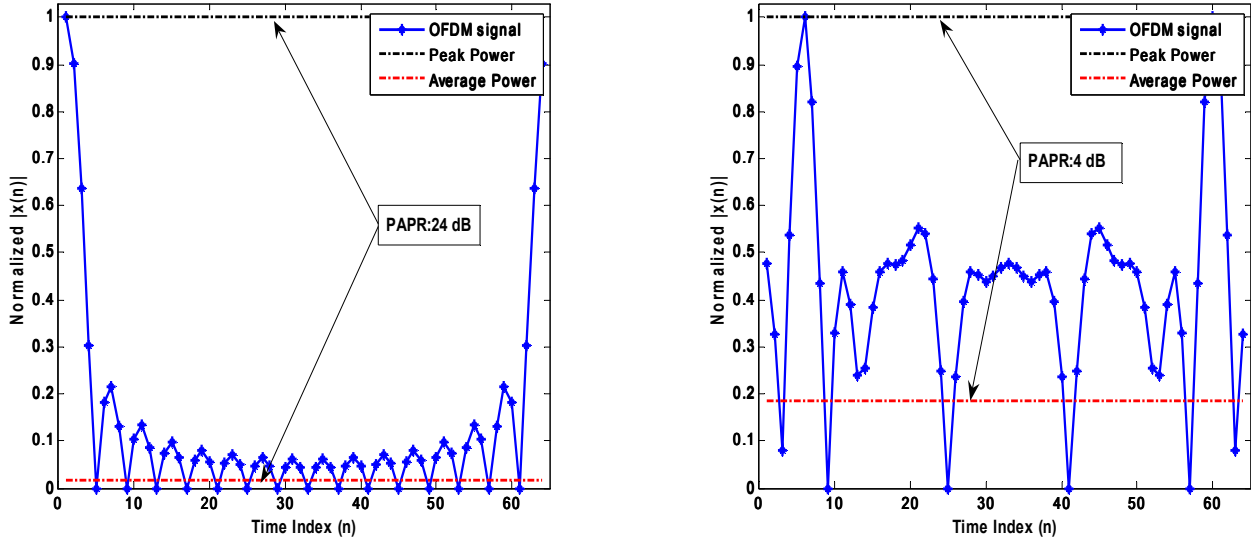 OFDM signal
Peak Power
Average Power
PAPR:24 dB
Normalized |x(n)|
1
0.9
0.8
0.7
0.6
0.5
0.4
0.3
0.2
0.1
0
0 10 20 30 40 50 60
Time Index (n)
OFDM signal
Peak Power
Average Power
PAPR:4 dB
Normalized |x(n)|
1
0.9
0.8
0.7
0.6
0.5
0.4
0.3
0.2
0.1
0
0 10 20 30 40 50 60
Time Index (n)